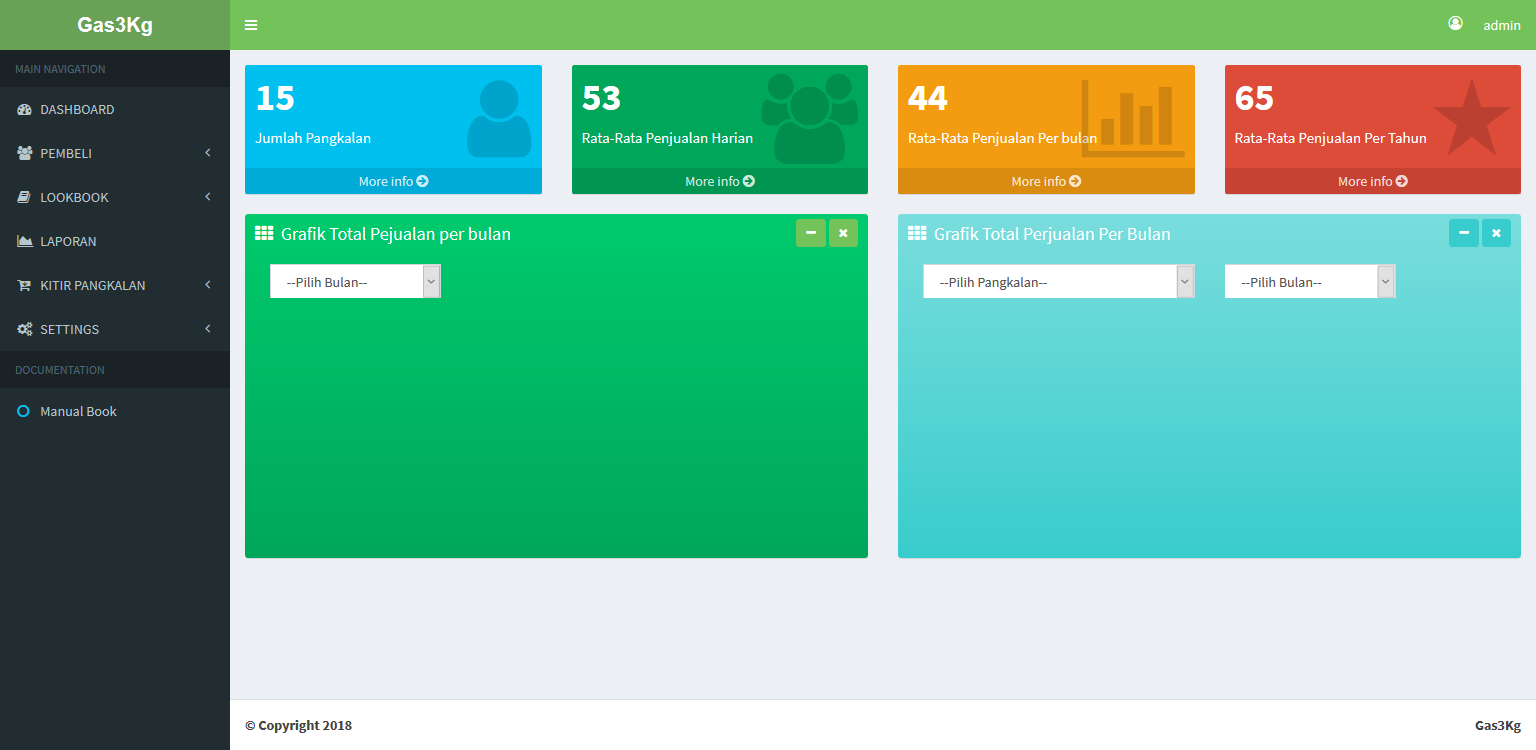 Gas3Kg
admin
MAIN NAVIGATION
DASHBOARD
PEMBELI
LOOKBOOK
LAPORAN
KITIR PANGKALAN
SETTINGS
DOCUMENTATION
Manual Book
15
Jumlah Pangkalan
More info
53
Rata-Rata Penjualan Harian
More info
44
Rata-Rata Penjualan Per bulan
More info
65
Rata-Rata Penjualan Per Tahun
More info
Grafik Total Pejualan per bulan
--Pilih Bulan--
Grafik Total Perjualan Per Bulan
--Pilih Pangkalan--
--Pilih Bulan--
© Copyright 2018
Gas3Kg